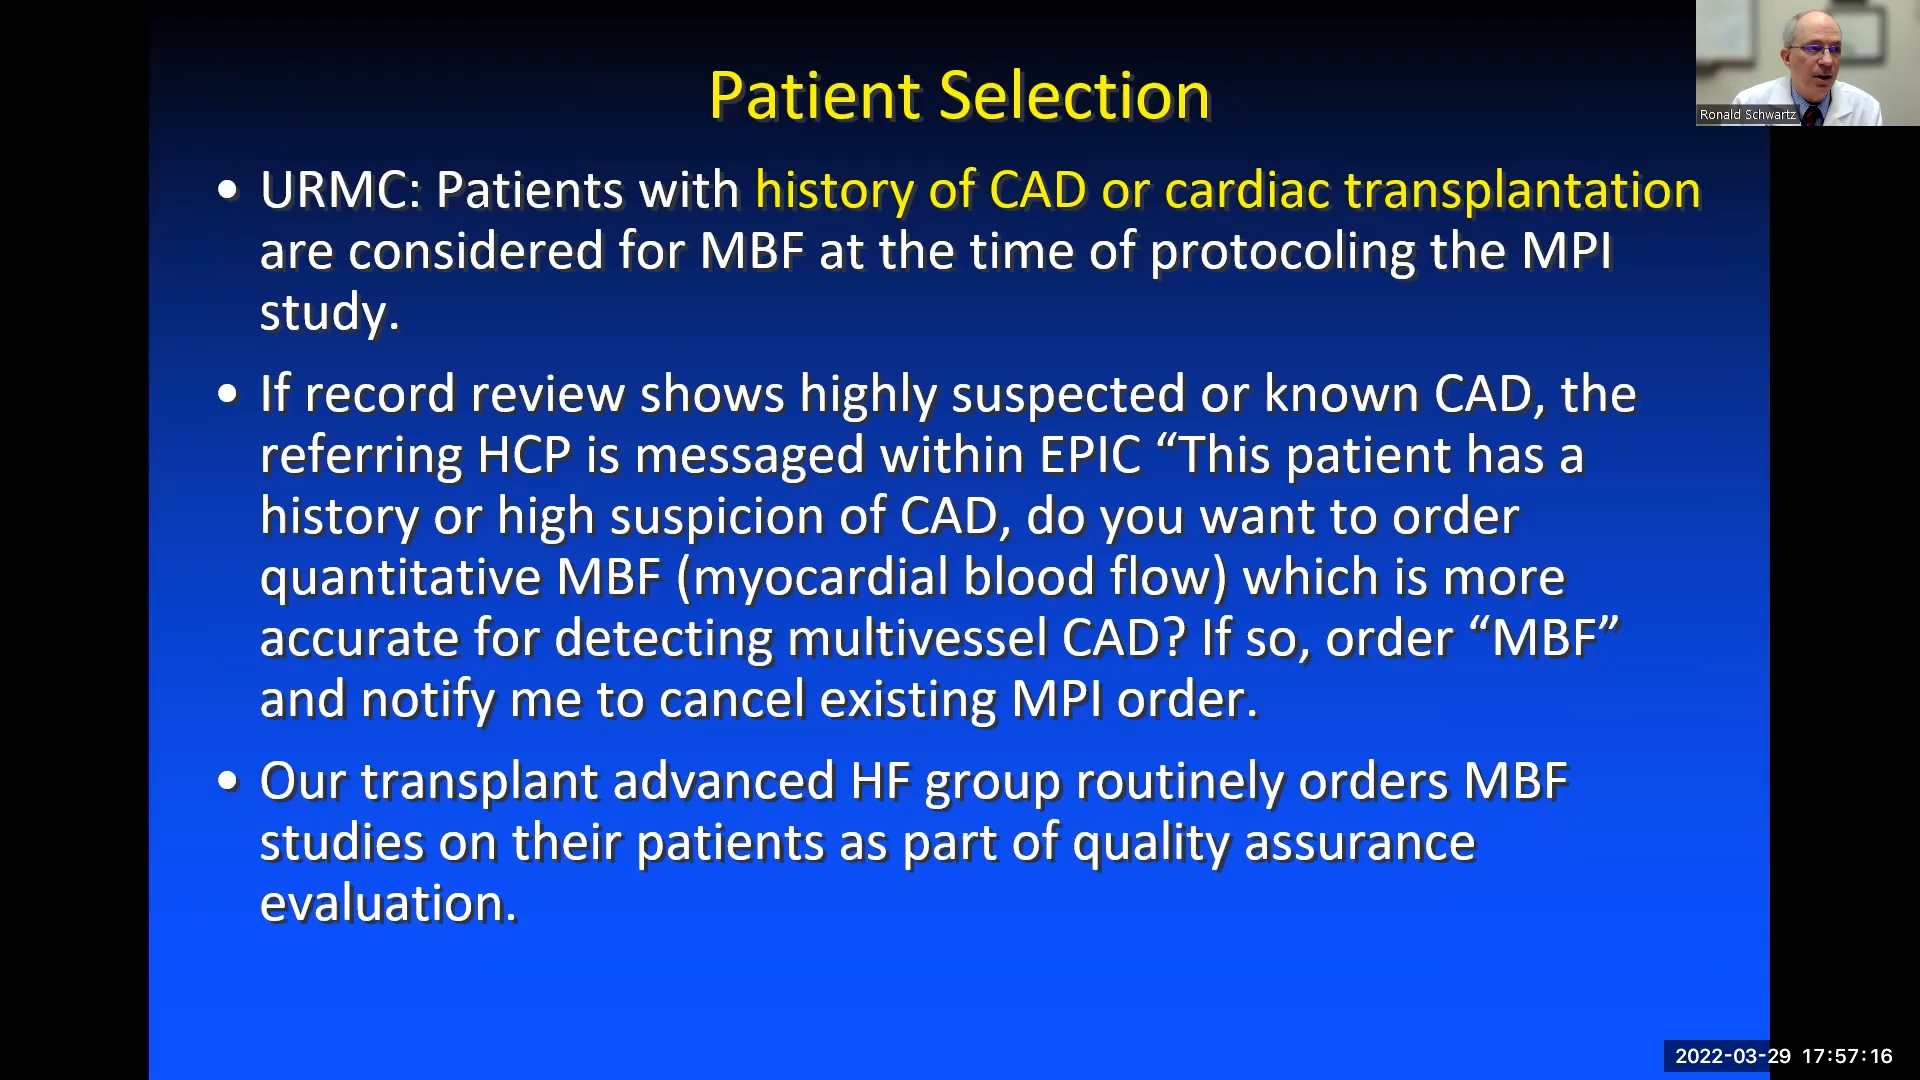 Patient Selection
Ronald Schwartz
• URMC: Patients with history of CAD or cardiac transplantation
are considered for MBF at the time of protocoling the MPI
study.
• If record review shows highly suspected or known CAD, the
referring HCP is messaged within EPIC “This patient has a
history or high suspicion of CAD, do you want to order
quantitative MBF (myocardial blood flow) which is more
accurate for detecting multivessel CAD? If so, order “MBF”
and notify me to cancel existing MPI order.
• Our transplant advanced HF group routinely orders MBF
studies on their patients as part of quality assurance
evaluation.
2022-03-29 17:57:16